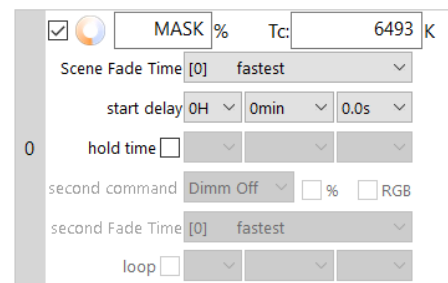 MASK % Tc: 6493 K
Scene Fade Time [0] fastest
start delay 0H 0min 0.0s
0 hold time
second command Dimm Off % RGB
second Fade Time [0] fastest
loop